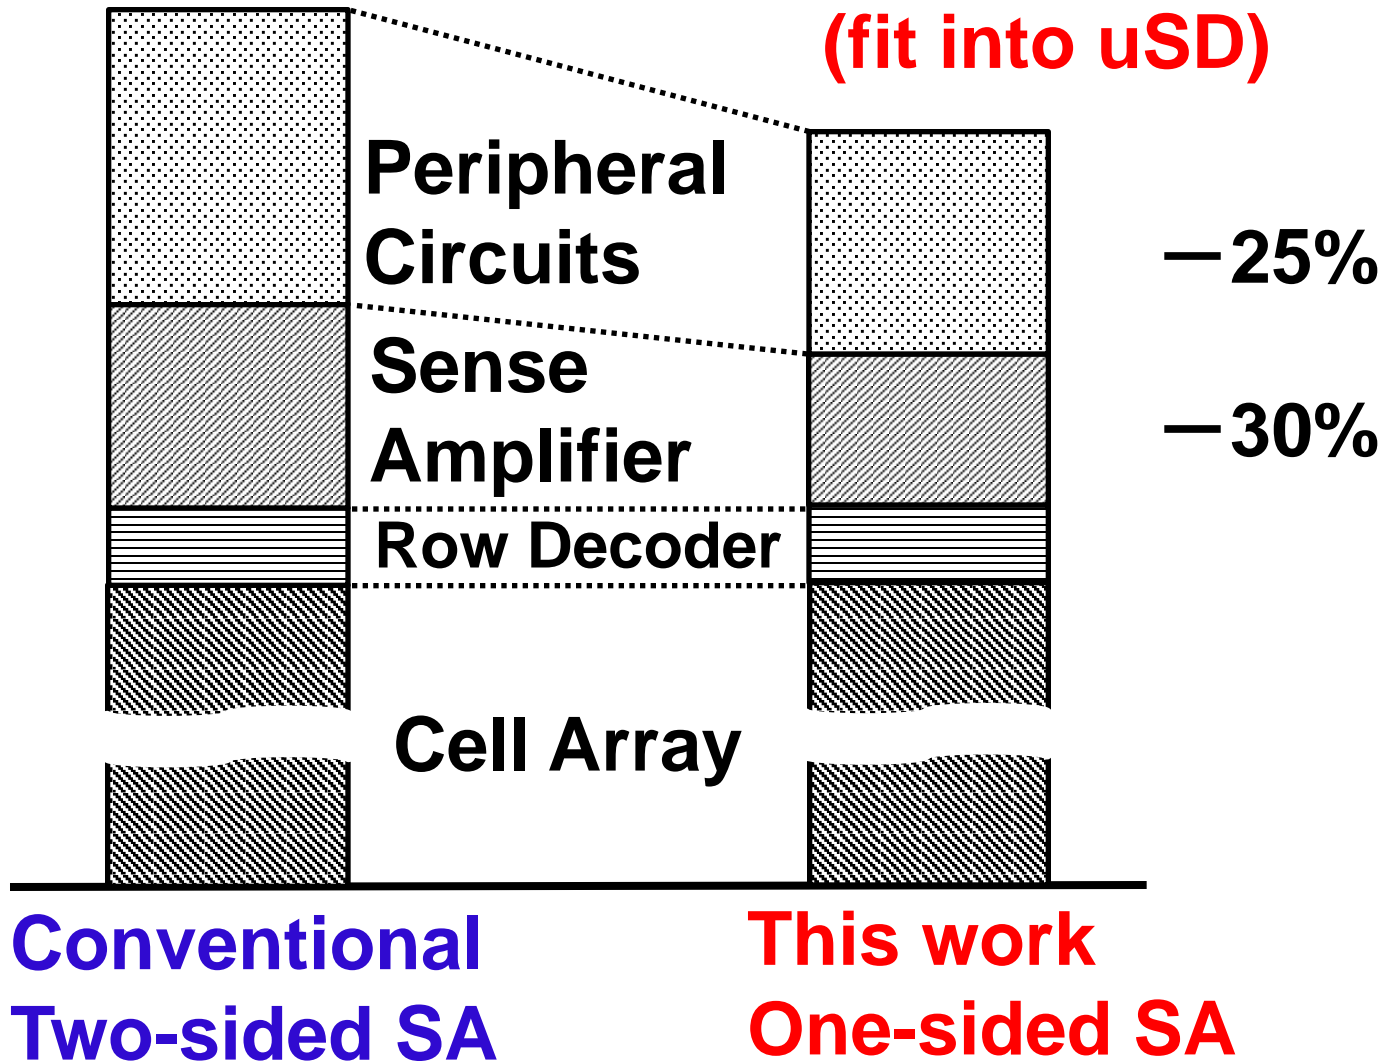 (fit into uSD)
Peripheral
Circuits
—25%
Sense
Amplifier
—30%
Row Decoder
Cell Array
Conventional
Two-sided SA
This work
One-sided SA